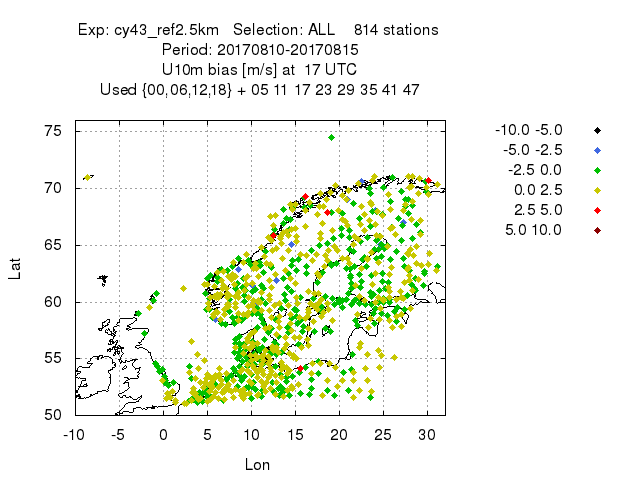 Exp: cy43_ref2.5km   Selection: ALL    814 stations
Period: 20170810-20170815
U10m bias [m/s] at  17 UTC
Used {00,06,12,18} + 05 11 17 23 29 35 41 47
-10.0 -5.0
-5.0 -2.5
-2.5 0.0
0.0 2.5
2.5 5.0
5.0 10.0
75
70
65
60
55
50
Lat
-10 -5 0 5 10 15 20 25 30
Lon